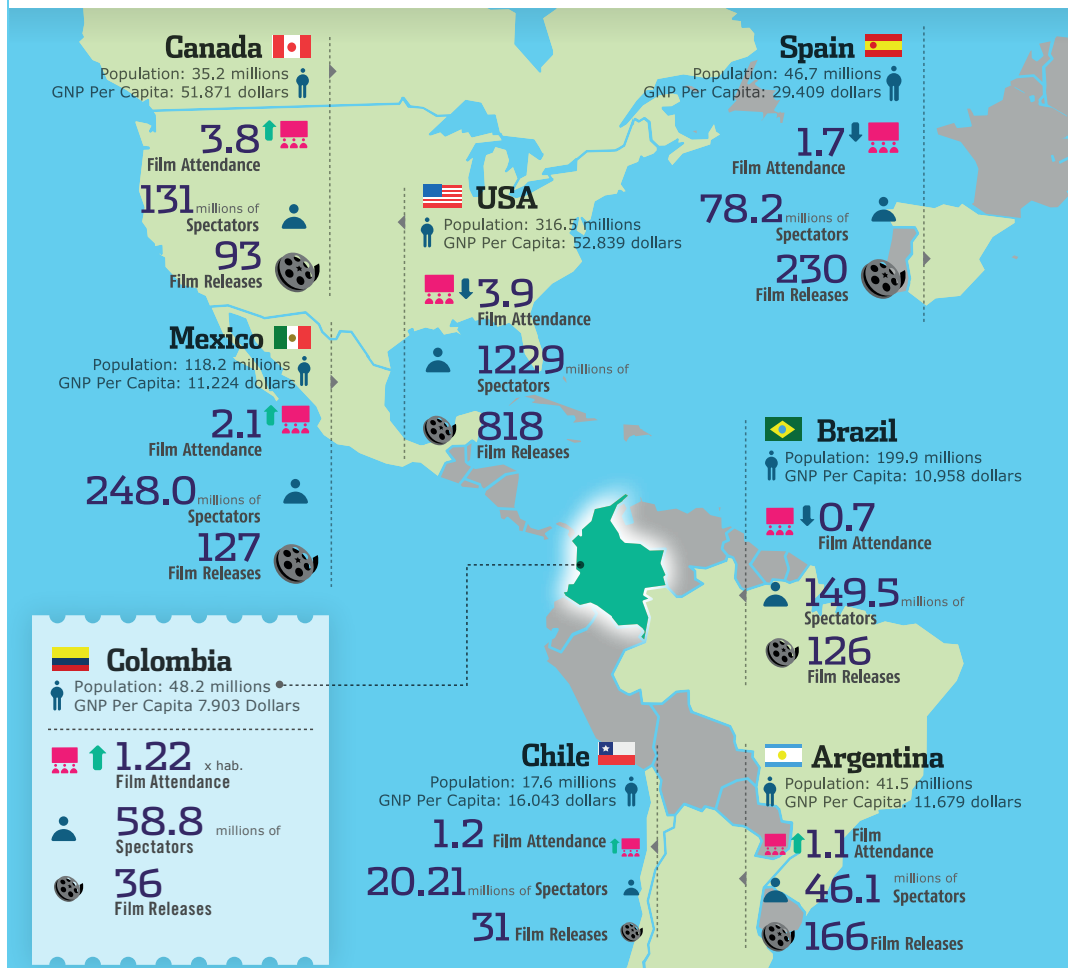 Canada
Population: 35.2 millions
GNP Per Capita: 51.871 dollars
3.8
Film Attendance
131 millions of
Spectators
93
Film Releases
Spain
Population: 46.7 millions
GNP Per Capita: 29.409 dollars
1.7
Film Attendance
78.2 millions of
Spectators
230
Film Releases
USA
Population: 316.5 millions
GNP Per Capita: 52.839 dollars
3.9
Film Attendance
1229 millions of
Spectators
818
Film Releases
Mexico
Population: 118.2 millions
GNP Per Capita: 11.224 dollars
2.1
Film Attendance
248.0 millions of
Spectators
127
Film Releases
Brazil
Population: 199.9 millions
GNP Per Capita: 10.958 dollars
0.7
Film Attendance
149.5 millions of
Spectators
126
Film Releases
Colombia
Population: 48.2 millions
GNP Per Capita 7.903 Dollars
1.22 x hab.
Film Attendance
58.8 millions of
Spectators
36
Film Releases
Chile
Population: 17.6 millions
GNP Per Capita: 16.043 dollars
1.2 Film Attendance
20.21 millions of Spectators
31 Film Releases
Argentina
Population: 41.5 millions
GNP Per Capita: 11.679 dollars
1.1 Film
Attendance
46.1 millions of
Spectators
166 Film Releases